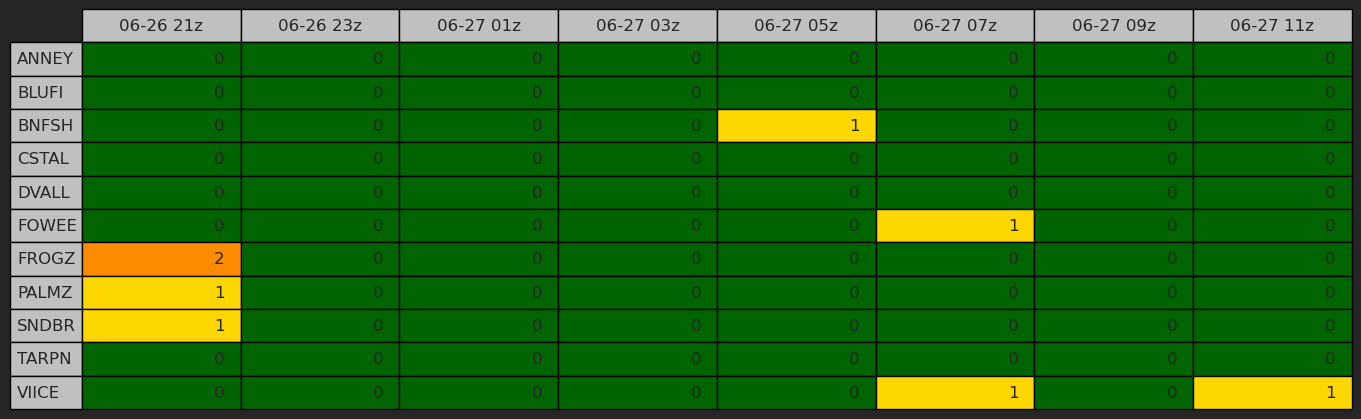 06-26 21z 06-26 23z 06-27 01z 06-27 03z 06-27 05z 06-27 07z 06-27 09z 06-27 11z
ANNEY 0 0 0 0 0 0 0 0
BLUFI 0 0 0 0 0 0 0 0
BNFSH 0 0 0 0 1 0 0 0
CSTAL 0 0 0 0 0 0 0 0
DVALL 0 0 0 0 0 0 0 0
FOWEE 0 0 0 0 0 1 0 0
FROGZ 2 0 0 0 0 0 0 0
PALMZ 1 0 0 0 0 0 0 0
SNDBR 1 0 0 0 0 0 0 0
TARPN 0 0 0 0 0 0 0 0
VIICE 0 0 0 0 0 1 0 1